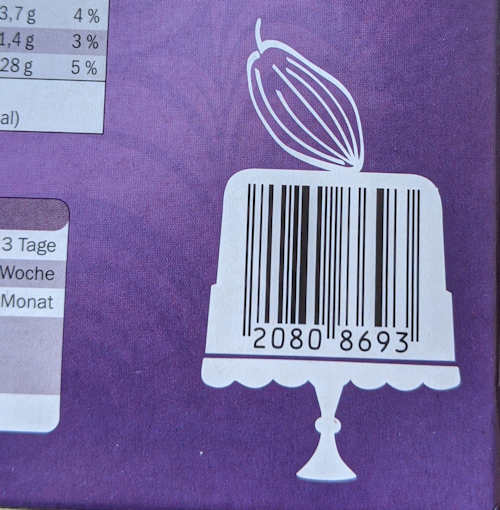 3,7 g 4 %
1,4 g 3 %
28 g 5 %
al)
3 Tage
Woche
Monat
2080 8693